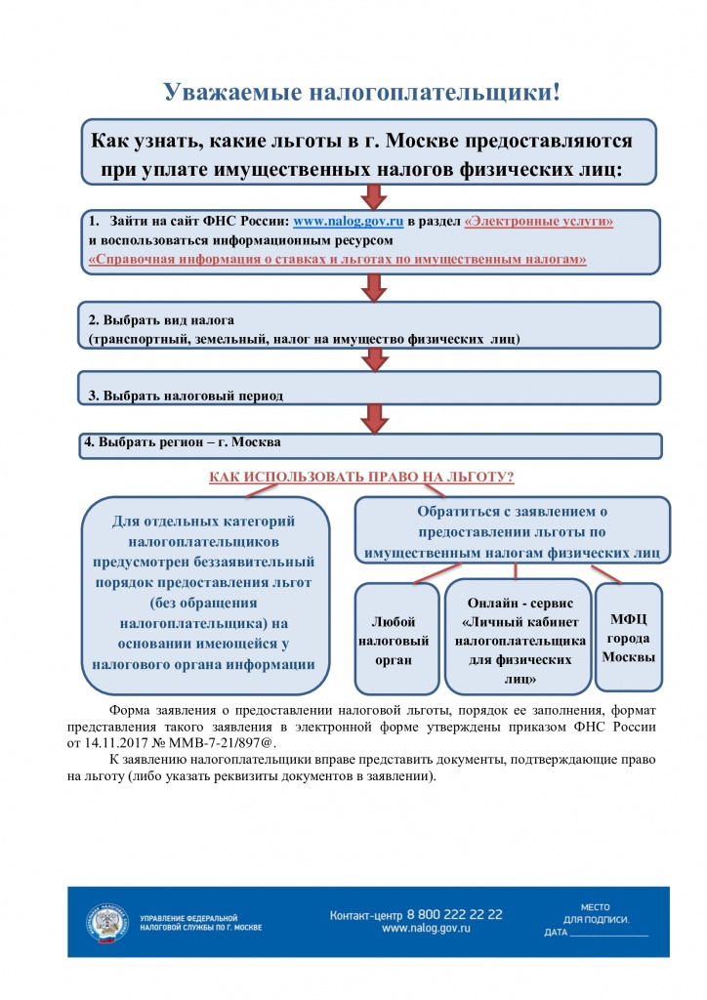 Уважаемые налогоплательщики!
Как узнать, какие льготы в г. Москве предоставляются
при уплате имущественных налогов физических лиц:
1. Зайти на сайт ФНС России: www.nalog.gov.ru в раздел «Электронные услуги»
и воспользоваться информационным ресурсом
«Справочная информация о ставках и льготах по имущественным налогам»
2. Выбрать вид налога
(транспортный, земельный, налог на имущество физических лиц)
3. Выбрать налоговый период
4. Выбрать регион – г. Москва
КАК ИСПОЛЬЗОВАТЬ ПРАВО НА ЛЬГОТУ?
Для отдельных категорий
налогоплательщиков
предусмотрен беззаявительный
порядок предоставления льгот
(без обращения
налогоплательщика) на
основании имеющейся у
налогового органа информации
Обратиться с заявлением о
предоставлении льготы по
имущественным налогам физических лиц
Любой
налоговый
орган
Онлайн - сервис
«Личный кабинет
налогоплательщика
для физических
лиц»
МФЦ
города
Москвы
Форма заявления о предоставлении налоговой льготы, порядок ее заполнения, формат
представления такого заявления в электронной форме утверждены приказом ФНС России
от 14.11.2017 № ММВ-7-21/897@.
К заявлению налогоплательщики вправе представить документы, подтверждающие право
на льготу (либо указать реквизиты документов в заявлении).
УПРАВЛЕНИЕ ФЕДЕРАЛЬНОЙ
НАЛОГОВОЙ СЛУЖБЫ ПО Г. МОСКВЕ
Контакт-центр 8 800 222 22 22
www.nalog.gov.ru
МЕСТО
ДЛЯ ПОДПИСИ.
ДАТА ____________________